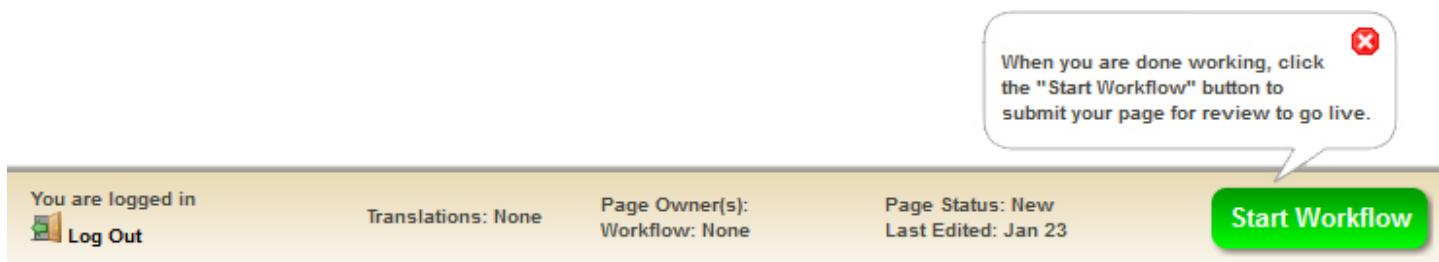 When you are done working, click
the "Start Workflow" button to
submit your page for review to go live.
You are logged in
Log Out
Translations: None
Page Owner(s):
Workflow: None
Page Status: New
Last Edited: Jan 23
Start Workflow